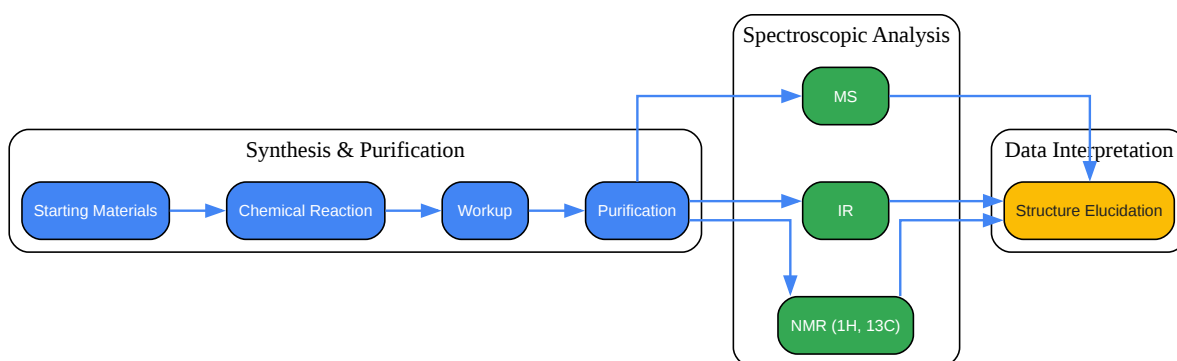 Synthesis & Purification
Starting Materials
Chemical Reaction
Workup
Purification
Spectroscopic Analysis
MS
IR
NMR (1H, 13C)
Data Interpretation
Structure Elucidation